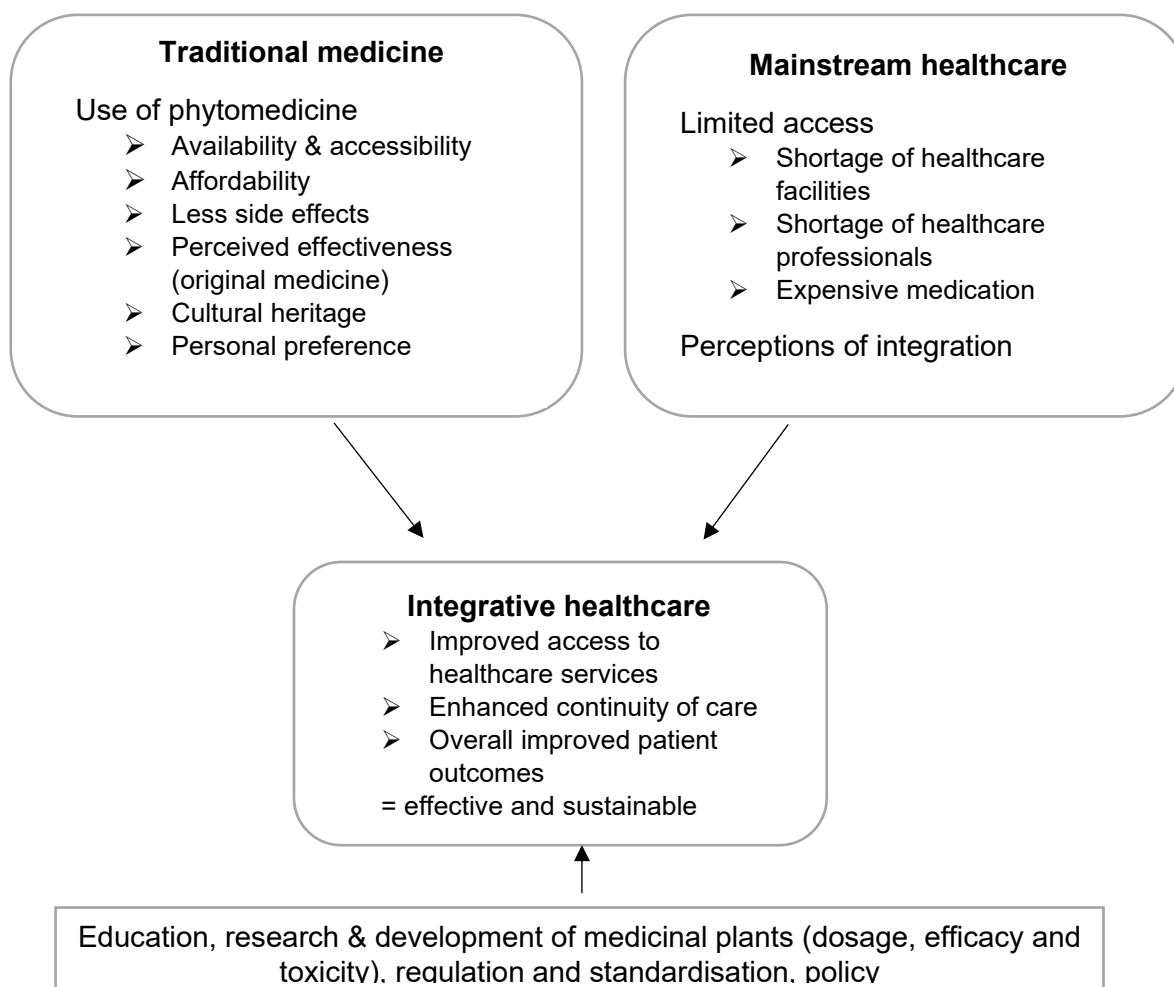 Traditional medicine
Use of phytomedicine
➢ Availability & accessibility
➢ Affordability
➢ Less side effects
➢ Perceived effectiveness
(original medicine)
➢ Cultural heritage
➢ Personal preference
Mainstream healthcare
Limited access
➢ Shortage of healthcare
facilities
➢ Shortage of healthcare
professionals
➢ Expensive medication
Perceptions of integration
Integrative healthcare
➢ Improved access to
healthcare services
➢ Enhanced continuity of care
➢ Overall improved patient
outcomes
= effective and sustainable
Education, research & development of medicinal plants (dosage, efficacy and
toxicity), regulation and standardisation, policy